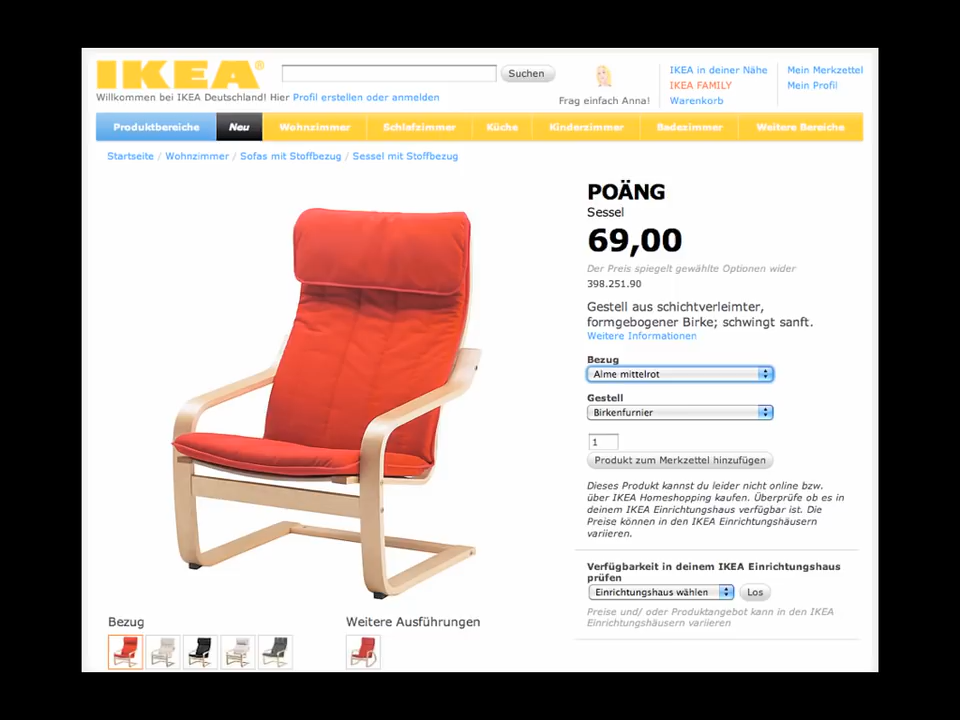 IKEA®
Suchen
Willkommen bei IKEA Deutschland! Hier Profil erstellen oder anmelden
Frag einfach Anna!
IKEA in deiner Nähe
IKEA FAMILY
Warenkorb
Mein Merkzettel
Mein Profil
Produktbereiche Neu Wohnzimmer Schlafzimmer Küche Kinderzimmer Badezimmer Weitere Bereiche
Startseite / Wohnzimmer / Sofas mit Stoffbezug / Sessel mit Stoffbezug
POÄNG
Sessel
69,00
Der Preis spiegelt gewählte Optionen wider
398.251.90
Gestell aus schichtverleimter,
formgebogener Birke; schwingt sanft.
Weitere Informationen
Bezug
Alme mittelrot
Gestell
Birkenfurnier
1
Produkt zum Merkzettel hinzufügen
Dieses Produkt kannst du leider nicht online bzw.
über IKEA Homeshopping kaufen. Überprüfe ob es in
deinem IKEA Einrichtungshaus verfügbar ist. Die
Preise können in den IKEA Einrichtungshäusern
variieren.
Verfügbarkeit in deinem IKEA Einrichtungshaus
prüfen
Einrichtungshaus wählen Los
Preise und/ oder Produktangebot kann in den IKEA
Einrichtungshäusern variieren
Bezug
Weitere Ausführungen